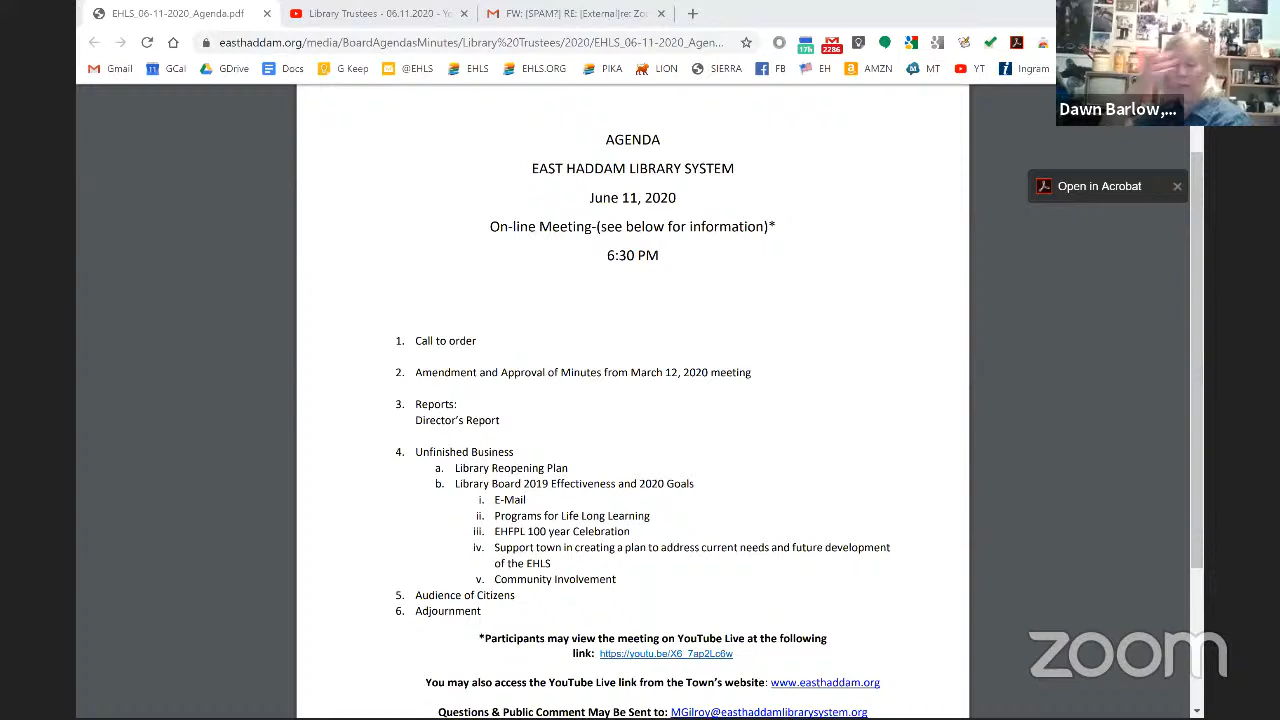 EHLS_06-11-2020_Agenda.pdf
Library Trustees - 06.11.2020 - Yo
[EHL SPAM?] RE: [External]re: Zo
easthaddam.org/media/Batch_AgendasMinutes/Library%20Trustees/2020/EHLS_06-11-2020_Agen...
17h
2286
Gmail
GCal
GDrive
Docs
G Kp
@EHLS
EHLS
EHLS.ORG
PIKA
LION
SIERRA
FB
EH
AMZN
MT
YT
Ingram
Dawn Barlow,...
Open in Acrobat
AGENDA
EAST HADDAM LIBRARY SYSTEM
June 11, 2020
On-line Meeting-(see below for information)*
6:30 PM
1. Call to order
2. Amendment and Approval of Minutes from March 12, 2020 meeting
3. Reports:
Director's Report
4. Unfinished Business
a. Library Reopening Plan
b. Library Board 2019 Effectiveness and 2020 Goals
i. E-Mail
ii. Programs for Life Long Learning
iii. EHFPL 100 year Celebration
iv. Support town in creating a plan to address current needs and future development
of the EHLS
v. Community Involvement
5. Audience of Citizens
6. Adjournment
*Participants may view the meeting on YouTube Live at the following
link: https://youtu.be/X6_7ap2Lc6w
You may also access the YouTube Live link from the Town's website: www.easthaddam.org
Questions & Public Comment May Be Sent to: MGilroy@easthaddamlibrarysystem.org
zoom